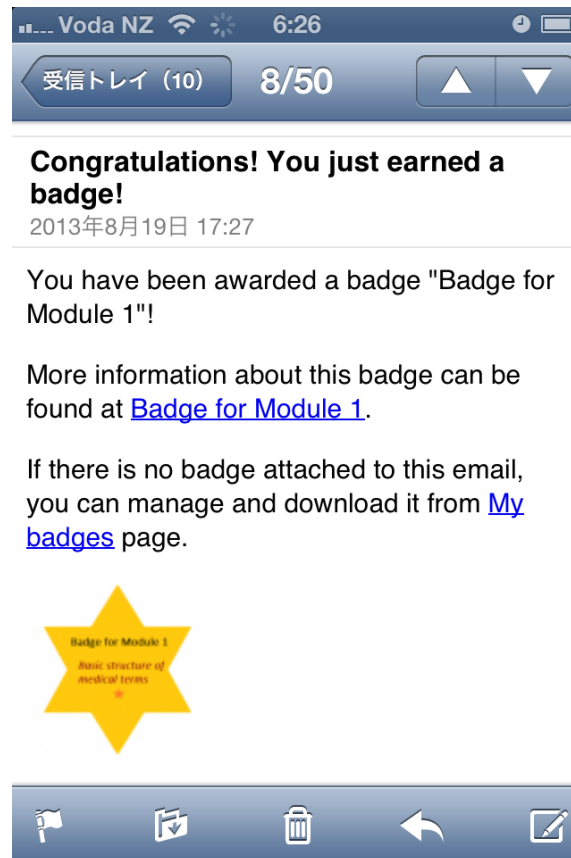 Voda NZ 6:26
受信トレイ（10） 8/50
Congratulations! You just earned a
badge!
2013年8月19日 17:27
You have been awarded a badge "Badge for
Module 1"!
More information about this badge can be
found at Badge for Module 1.
If there is no badge attached to this email,
you can manage and download it from My
badges page.
Badge for Module 1
Basic structure of
medical terms